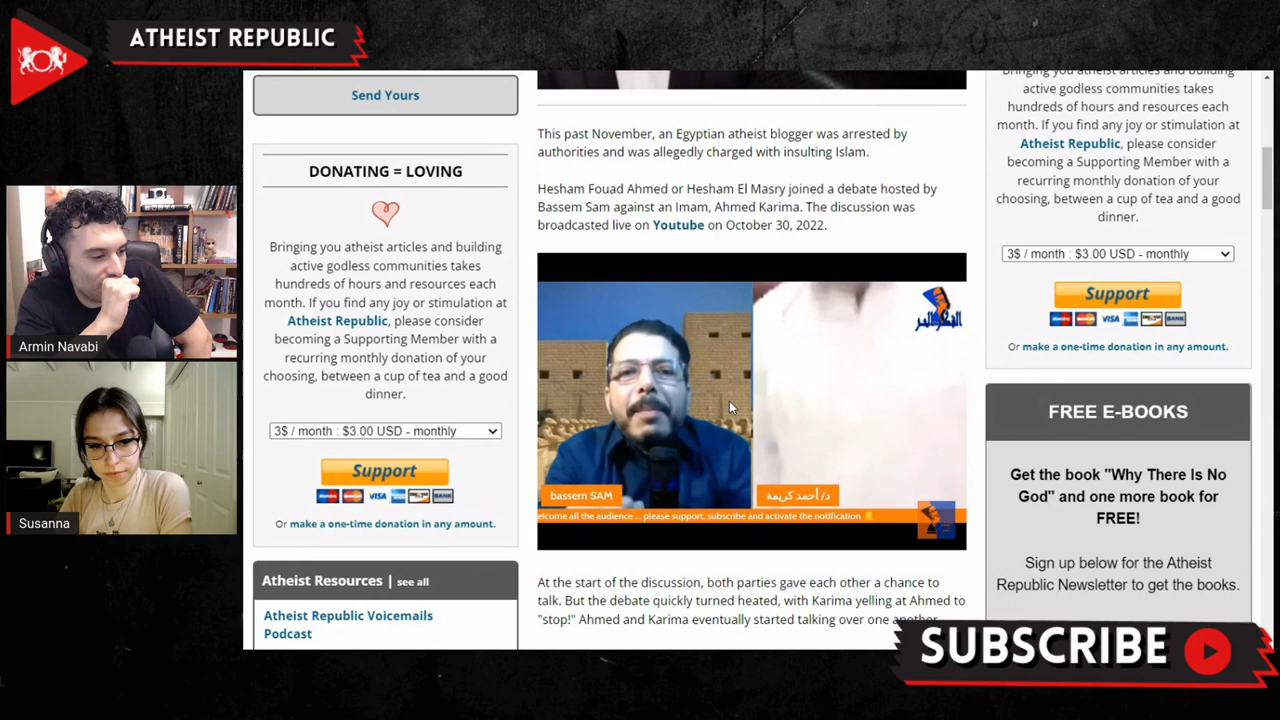 ATHEIST REPUBLIC
Armin Navabi
Susanna
Send Yours
DONATING = LOVING
Bringing you atheist articles and building
active godless communities takes
hundreds of hours and resources each
month. If you find any joy or stimulation at
Atheist Republic, please consider
becoming a Supporting Member with a
recurring monthly donation of your
choosing, between a cup of tea and a good
dinner.
3$ / month : $3.00 USD - monthly
Support
VISA
DISCOVER
BANK
Or make a one-time donation in any amount.
Atheist Resources | see all
Atheist Republic Voicemails
Podcast
This past November, an Egyptian atheist blogger was arrested by
authorities and was allegedly charged with insulting Islam.
Hesham Fouad Ahmed or Hesham El Masry joined a debate hosted by
Bassem Sam against an Imam, Ahmed Karima. The discussion was
broadcasted live on Youtube on October 30, 2022.
الفكر الحر
bassem SAM
د/ أحمد كريمة
elcome all the audience .. please support, subscribe and activate the notification
At the start of the discussion, both parties gave each other a chance to
talk. But the debate quickly turned heated, with Karima yelling at Ahmed to
"stop!" Ahmed and Karima eventually started talking over one another.
Bringing you atheist articles and building
active godless communities takes
hundreds of hours and resources each
month. If you find any joy or stimulation at
Atheist Republic, please consider
becoming a Supporting Member with a
recurring monthly donation of your
choosing, between a cup of tea and a good
dinner.
3$ / month : $3.00 USD - monthly
Support
VISA
DISCOVER
BANK
Or make a one-time donation in any amount.
FREE E-BOOKS
Get the book "Why There Is No
God" and one more book for
FREE!
Sign up below for the Atheist
Republic Newsletter to get the books.
SUBSCRIBE